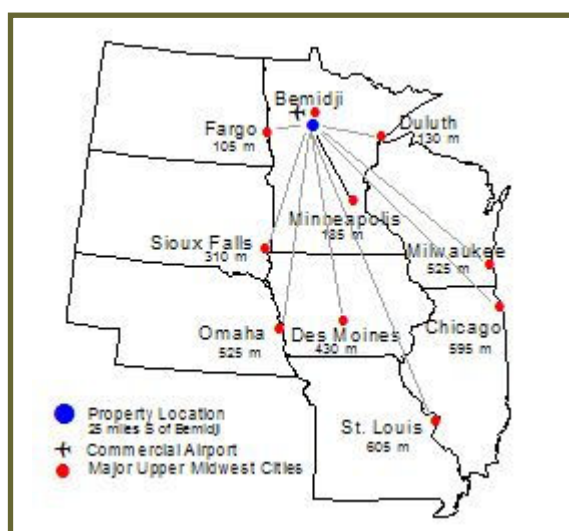 Bemidji
Fargo
105 m
Duluth
130 m
Minneapolis
185 m
Sioux Falls
310 m
Milwaukee
525 m
Omaha
525 m
Des Moines
430 m
Chicago
595 m
St. Louis
605 m
Property Location
25 miles S of Bemidji
Commercial Airport
Major Upper Midwest Cities